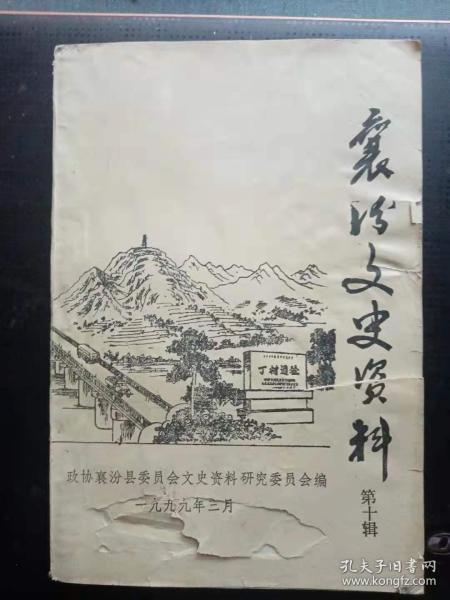 襄汾文史资料
第十辑
丁村遗址
政协襄汾县委员会文史资料研究委员会编
一九九九年二月
孔夫子旧书网
www.kongfz.com